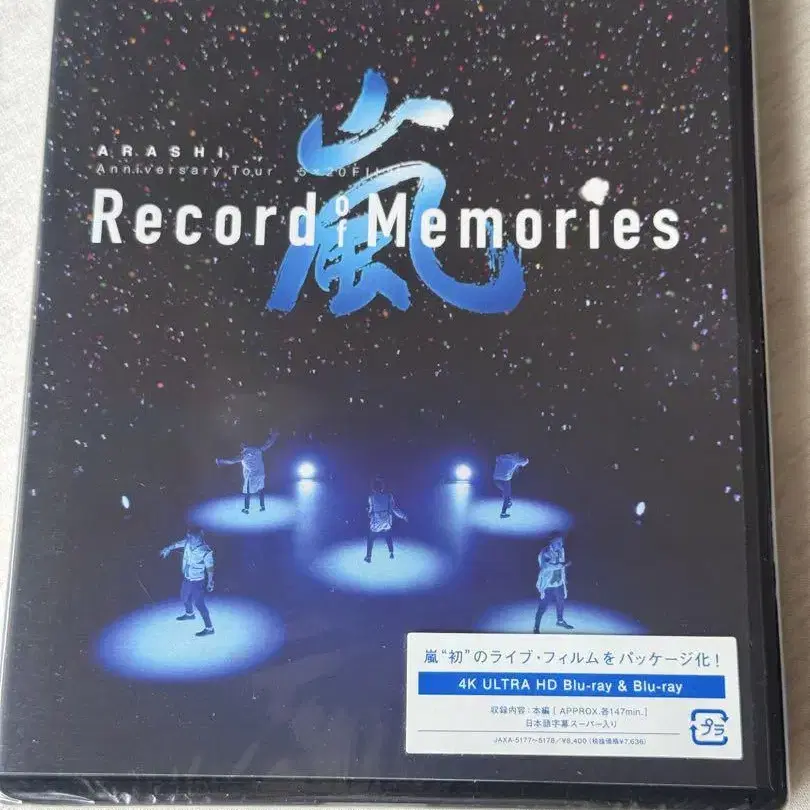 嵐
ARASHI
Anniversary Tour 5×20 FILM
Record of Memories
嵐“初”のライブ・フィルムをパッケージ化！
4K ULTRA HD Blu-ray & Blu-ray
収録内容：本編 [ APPROX.各147min.]
日本語字幕スーパー入り
JAXA-5177〜5178／¥8,400（税抜価格¥7,636）
プラ